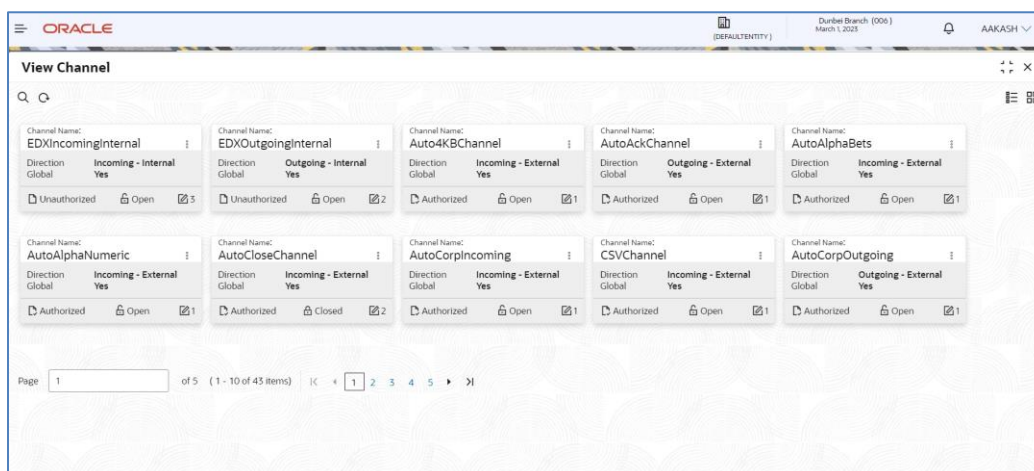 ORACLE
(DEFAULTENTITY)
Dunbei Branch (006)
March 1, 2023
AAKASH
View Channel
Channel Name:
EDXIncomingInternal
Direction Incoming - Internal
Global Yes
Unauthorized Open 3
Channel Name:
EDXOutgoingInternal
Direction Outgoing - Internal
Global Yes
Unauthorized Open 2
Channel Name:
Auto4KBChannel
Direction Incoming - External
Global Yes
Authorized Open 1
Channel Name:
AutoAckChannel
Direction Outgoing - External
Global Yes
Authorized Open 1
Channel Name:
AutoAlphaBets
Direction Incoming - External
Global Yes
Authorized Open 1
Channel Name:
AutoAlphaNumeric
Direction Incoming - External
Global Yes
Authorized Open 1
Channel Name:
AutoCloseChannel
Direction Incoming - External
Global Yes
Authorized Closed 2
Channel Name:
AutoCorpIncoming
Direction Incoming - External
Global Yes
Authorized Open 1
Channel Name:
CSVChannel
Direction Incoming - External
Global Yes
Authorized Open 1
Channel Name:
AutoCorpOutgoing
Direction Outgoing - External
Global Yes
Authorized Open 1
Page 1 of 5 (1 - 10 of 43 items) 1 2 3 4 5